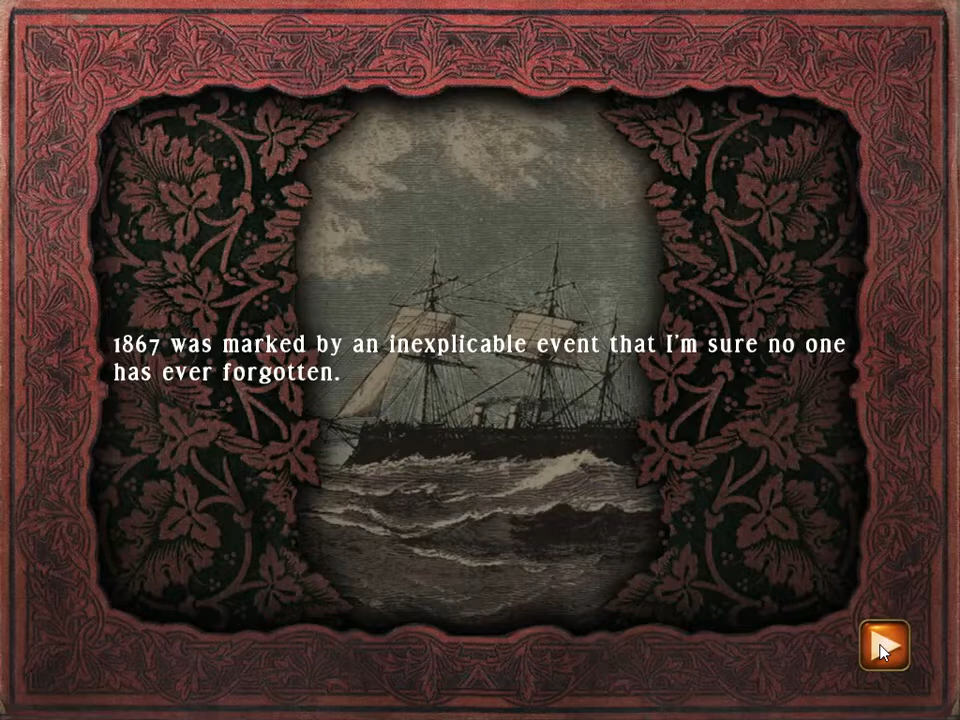 1867 was marked by an inexplicable event that I'm sure no one
has ever forgotten.